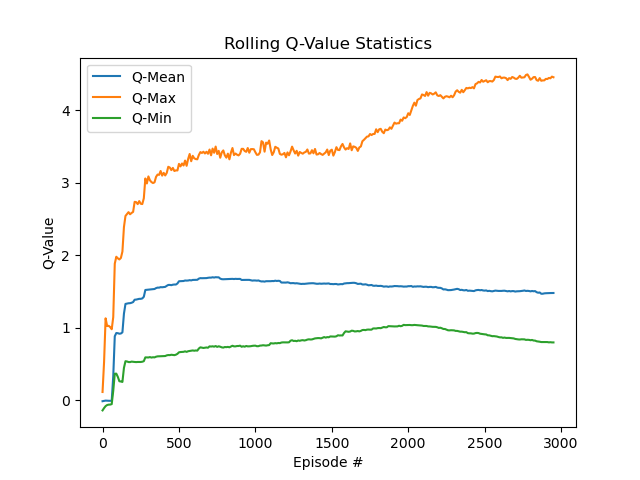 Rolling Q-Value Statistics
Q-Mean
Q-Max
Q-Min
Q-Value
4
3
2
1
0
0 500 1000 1500 2000 2500 3000
Episode #